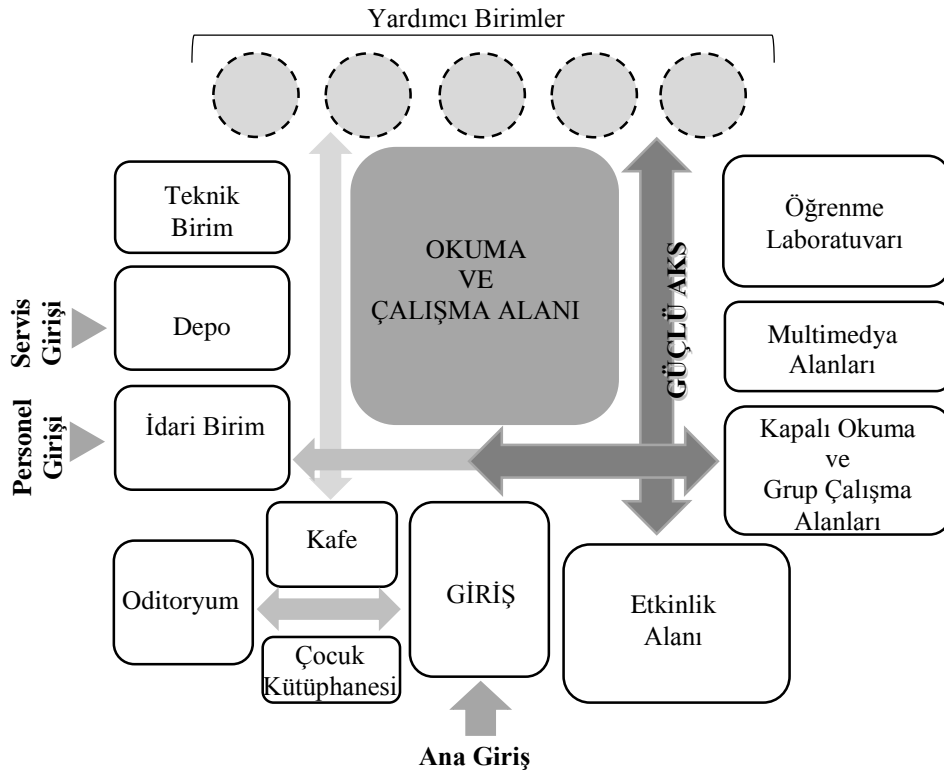 Yardımcı Birimler
Teknik
Birim
OKUMA
VE
ÇALIŞMA ALANI
GÜÇLÜ AKS
Öğrenme
Laboratuvarı
Servis
Girişi
Depo
Multimedya
Alanları
Personel
Girişi
İdari Birim
Kapalı Okuma
ve
Grup Çalışma
Alanları
Kafe
Oditoryum
GİRİŞ
Etkinlik
Alanı
Çocuk
Kütüphanesi
Ana Giriş